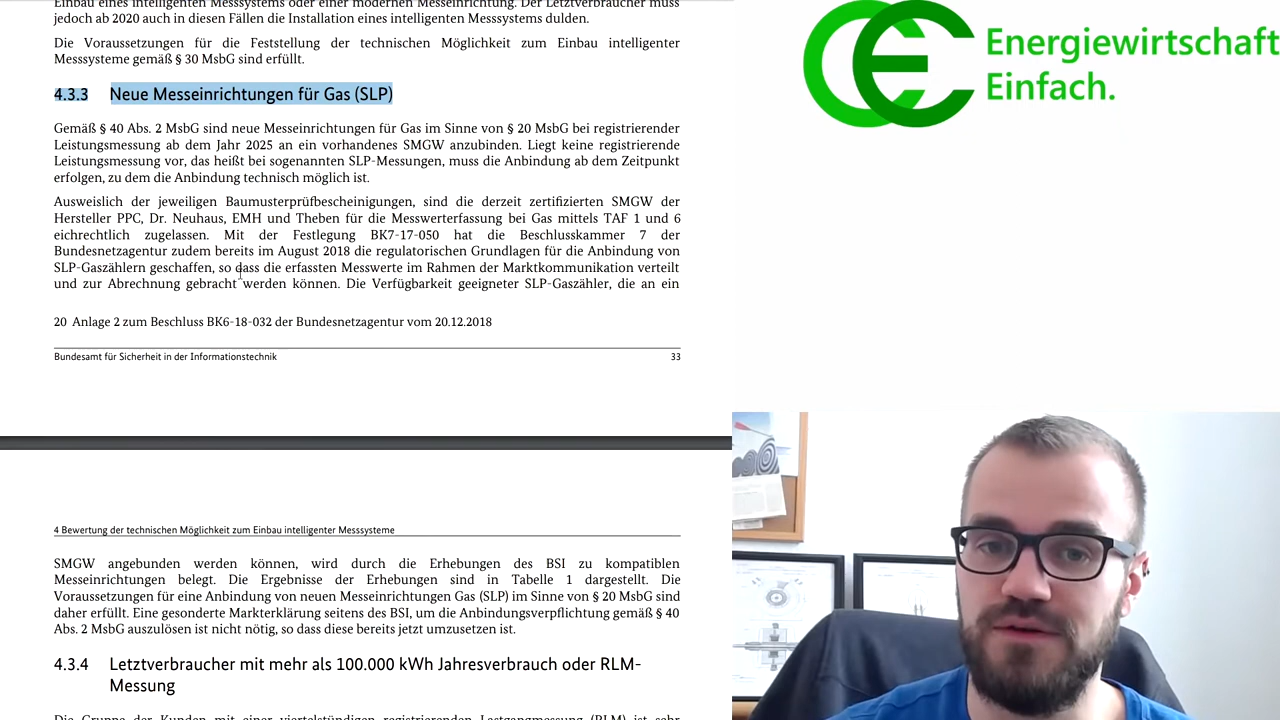 Einbau eines intelligenten Messsystems oder einer modernen Messeinrichtung. Der Letztverbraucher muss
jedoch ab 2020 auch in diesen Fällen die Installation eines intelligenten Messsystems dulden.
Die Voraussetzungen für die Feststellung der technischen Möglichkeit zum Einbau intelligenter
Messsysteme gemäß § 30 MsbG sind erfüllt.
4.3.3 Neue Messeinrichtungen für Gas (SLP)
Gemäß § 40 Abs. 2 MsbG sind neue Messeinrichtungen für Gas im Sinne von § 20 MsbG bei registrierender
Leistungsmessung ab dem Jahr 2025 an ein vorhandenes SMGW anzubinden. Liegt keine registrierende
Leistungsmessung vor, das heißt bei sogenannten SLP-Messungen, muss die Anbindung ab dem Zeitpunkt
erfolgen, zu dem die Anbindung technisch möglich ist.
Ausweislich der jeweiligen Baumusterprüfbescheinigungen, sind die derzeit zertifizierten SMGW der
Hersteller PPC, Dr. Neuhaus, EMH und Theben für die Messwerterfassung bei Gas mittels TAF 1 und 6
eichrechtlich zugelassen. Mit der Festlegung BK7-17-050 hat die Beschlusskammer 7 der
Bundesnetzagentur zudem bereits im August 2018 die regulatorischen Grundlagen für die Anbindung von
SLP-Gaszählern geschaffen, so dass die erfassten Messwerte im Rahmen der Marktkommunikation verteilt
und zur Abrechnung gebracht werden können. Die Verfügbarkeit geeigneter SLP-Gaszähler, die an ein
20 Anlage 2 zum Beschluss BK6-18-032 der Bundesnetzagentur vom 20.12.2018
Bundesamt für Sicherheit in der Informationstechnik 33
4 Bewertung der technischen Möglichkeit zum Einbau intelligenter Messsysteme
SMGW angebunden werden können, wird durch die Erhebungen des BSI zu kompatiblen
Messeinrichtungen belegt. Die Ergebnisse der Erhebungen sind in Tabelle 1 dargestellt. Die
Voraussetzungen für eine Anbindung von neuen Messeinrichtungen Gas (SLP) im Sinne von § 20 MsbG sind
daher erfüllt. Eine gesonderte Markterklärung seitens des BSI, um die Anbindungsverpflichtung gemäß § 40
Abs. 2 MsbG auszulösen ist nicht nötig, so dass diese bereits jetzt umzusetzen ist.
4.3.4 Letztverbraucher mit mehr als 100.000 kWh Jahresverbrauch oder RLM-
Messung
Die Gruppe der Kunden mit einer viertelstündigen registrierenden Lastgangmessung (RLM) ist sehr
Energiewirtschaft
Einfach.